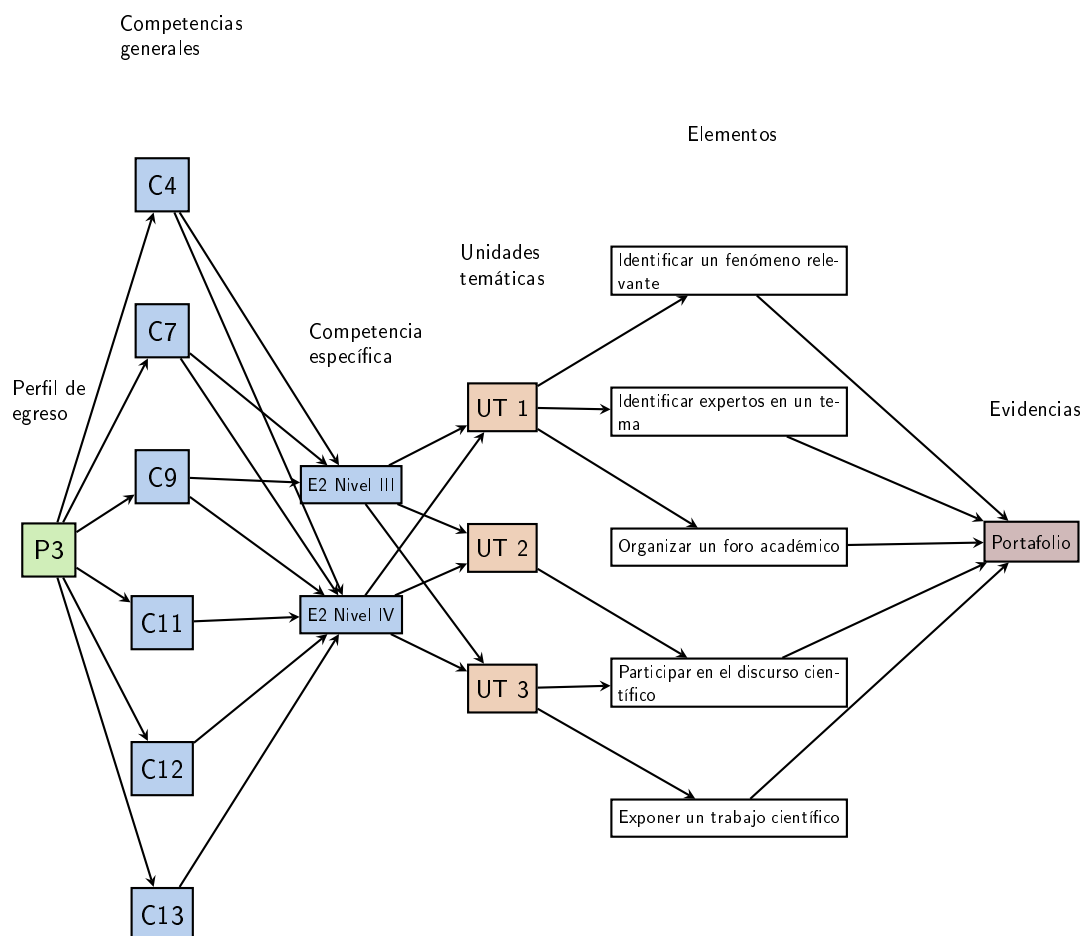 Competencias
generales
Elementos
Unidades
temáticas
Competencia
específica
Perfil de
egreso
Evidencias
P3
C4
C7
C9
C11
C12
C13
E2 Nivel III
E2 Nivel IV
UT 1
UT 2
UT 3
Identificar un fenómeno rele-
vante
Identificar expertos en un te-
ma
Organizar un foro académico
Participar en el discurso cien-
tífico
Exponer un trabajo científico
Portafolio